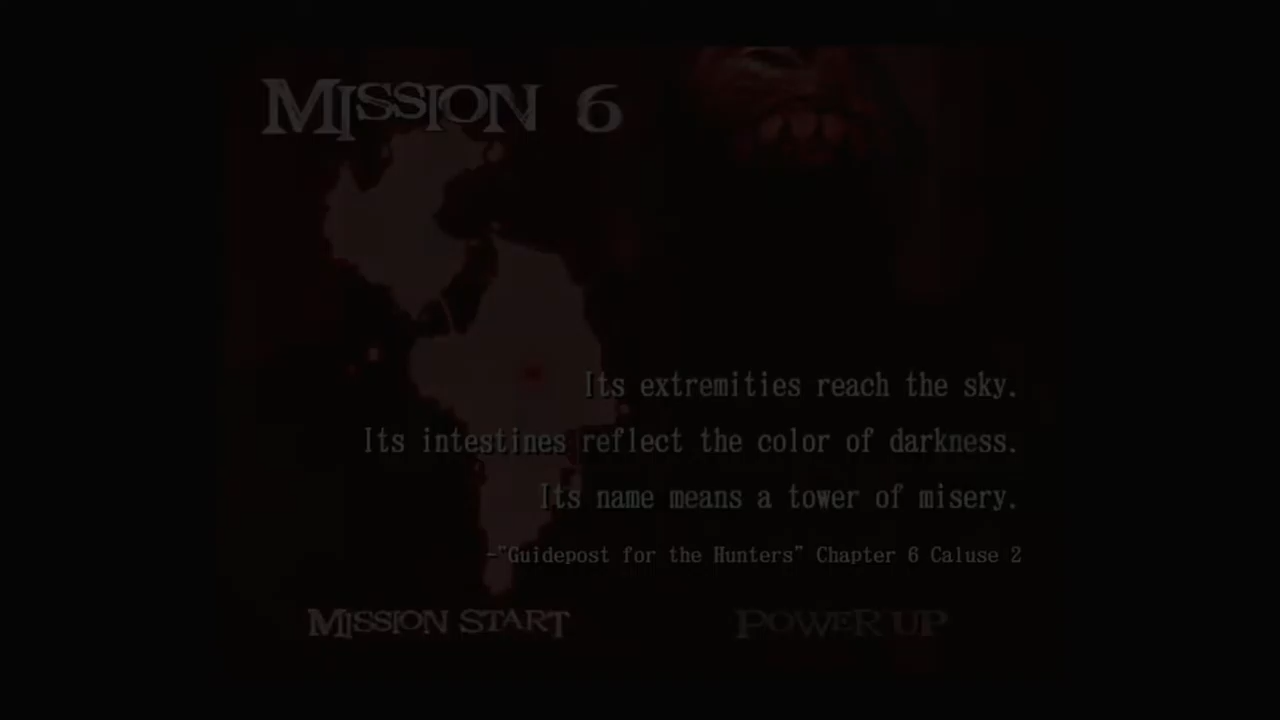 Mission 6
Its extremities reach the sky.
Its intestines reflect the color of darkness.
Its name means a tower of misery.
-"Guidepost for the Hunters" Chapter 6 Caluse 2
Mission Start
Power Up